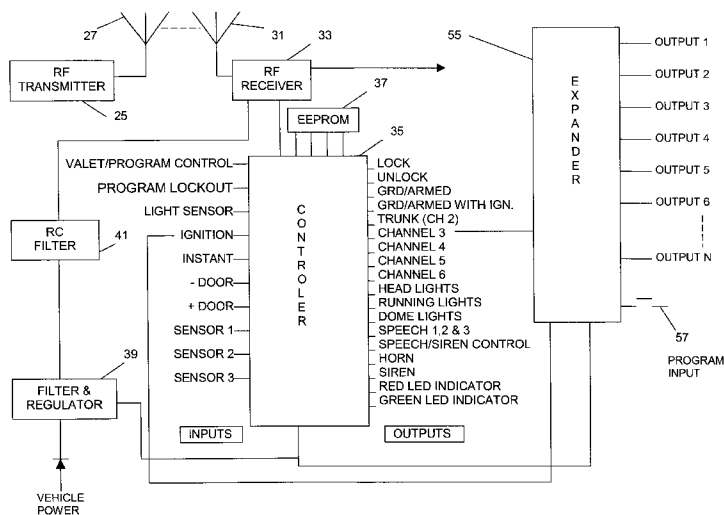 27
31
33
55
OUTPUT 1
RF
TRANSMITTER
RF
RECEIVER
OUTPUT 2
25
37
EEPROM
35
OUTPUT 3
OUTPUT 4
OUTPUT 5
OUTPUT 6
OUTPUT N
EXPANDER
57
PROGRAM
INPUT
VALET/PROGRAM CONTROL
PROGRAM LOCKOUT
LIGHT SENSOR
IGNITION
INSTANT
- DOOR
+ DOOR
SENSOR 1
SENSOR 2
SENSOR 3
CONTROLER
LOCK
UNLOCK
GRD/ARMED
GRD/ARMED WITH IGN.
TRUNK (CH 2)
CHANNEL 3
CHANNEL 4
CHANNEL 5
CHANNEL 6
HEAD LIGHTS
RUNNING LIGHTS
DOME LIGHTS
SPEECH 1,2 & 3
SPEECH/SIREN CONTROL
HORN
SIREN
RED LED INDICATOR
GREEN LED INDICATOR
RC
FILTER
41
39
FILTER &
REGULATOR
INPUTS
OUTPUTS
VEHICLE
POWER